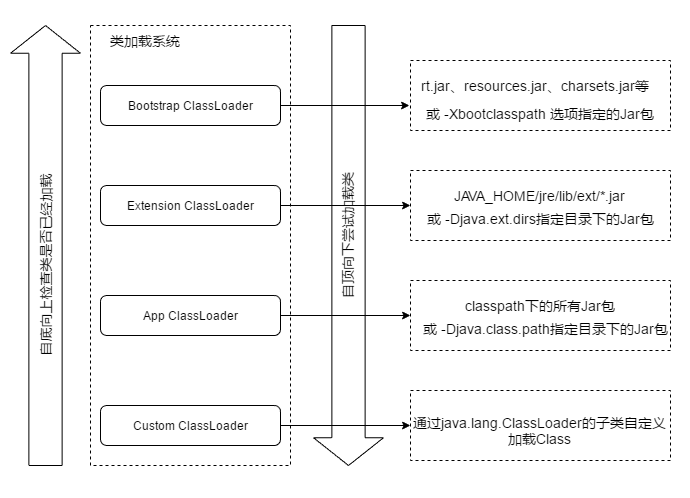 类加载系统
Bootstrap ClassLoader
rt.jar、resources.jar、charsets.jar等
或 -Xbootclasspath 选项指定的Jar包
Extension ClassLoader
JAVA_HOME/jre/lib/ext/*.jar
或 -Djava.ext.dirs指定目录下的Jar包
App ClassLoader
classpath下的所有Jar包
或 -Djava.class.path指定目录下的Jar包
Custom ClassLoader
通过java.lang.ClassLoader的子类自定义
加载Class
自底向上检查类是否已经加载
自顶向下尝试加载类